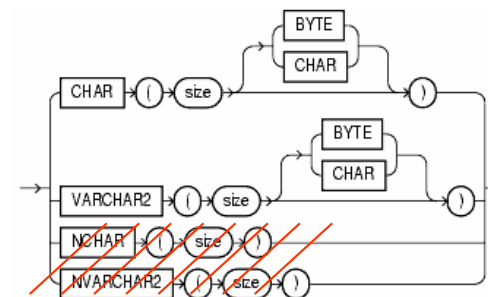 BYTE
CHAR
CHAR ( size )
BYTE
CHAR
VARCHAR2 ( size )
NCHAR ( size )
NVARCHAR2 ( size )